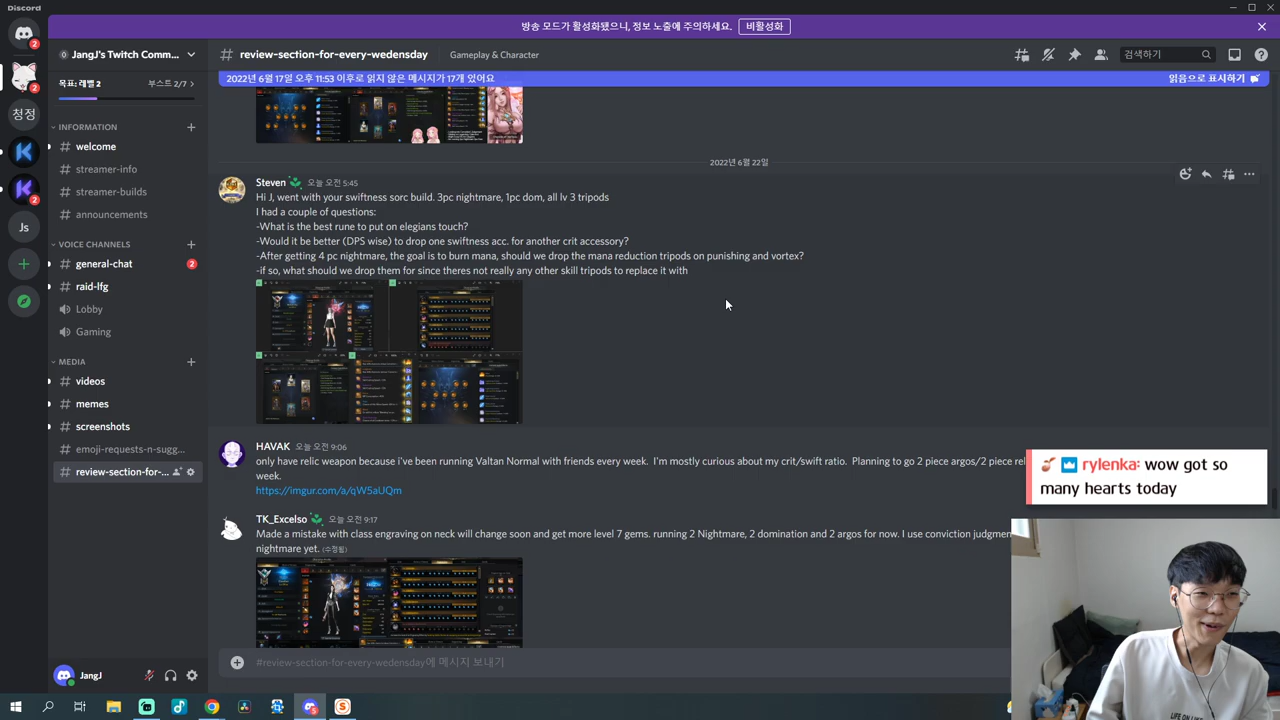 Discord
방송 모드가 활성화됐으니, 정보 노출에 주의하세요.
비활성화
JangJ's Twitch Comm...
review-section-for-every-wedensday
Gameplay & Character
검색하기
목표: 레벨 2
부스트 2/7
2022년 6월 17일 오후 11:53 이후로 읽지 않은 메시지가 17개 있어요
읽음으로 표시하기
청정
Js
INFORMATION
welcome
streamer-info
streamer-builds
announcements
VOICE CHANNELS
general-chat
2
raid-lfg
Lobby
Gaming
MEDIA
videos
memes
screenshots
emoji-requests-n-sugg...
review-section-for-...
JangJ
2022년 6월 22일
Steven 오늘 오전 5:45
Hi J, went with your swiftness sorc build. 3pc nightmare, 1pc dom, all lv 3 tripods
I had a couple of questions:
-What is the best rune to put on elegians touch?
-Would it be better (DPS wise) to drop one swiftness acc. for another crit accessory?
-After getting 4 pc nightmare, the goal is to burn mana, should we drop the mana reduction tripods on punishing and vortex?
-if so, what should we drop them for since theres not really any other skill tripods to replace it with
HAVAK 오늘 오전 9:06
only have relic weapon because i've been running Valtan Normal with friends every week. I'm mostly curious about my crit/swift ratio. Planning to go 2 piece argos/2 piece
week.
https://imgur.com/a/qW5aUQm
TK_Excelso 오늘 오전 9:17
Made a mistake with class engraving on neck will change soon and get more level 7 gems. running 2 Nightmare, 2 domination and 2 argos for now. I use conviction judgm
nightmare yet. (수정됨)
#review-section-for-every-wedensday에 메시지 보내기
rylenka: wow got so
many hearts today